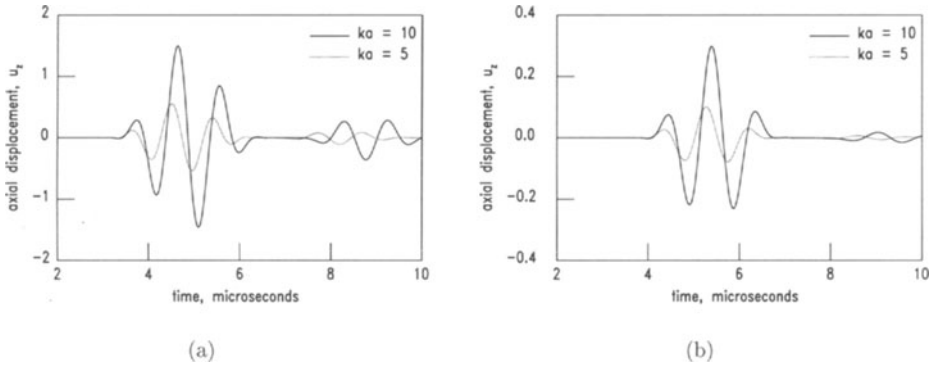 2
1
0
−1
−2
axial displacement, u_z
ka = 10
ka = 5
2 4 6 8 10
time, microseconds
(a)
0.4
0.2
0.0
−0.2
−0.4
axial displacement, u_z
ka = 10
ka = 5
2 4 6 8 10
time, microseconds
(b)